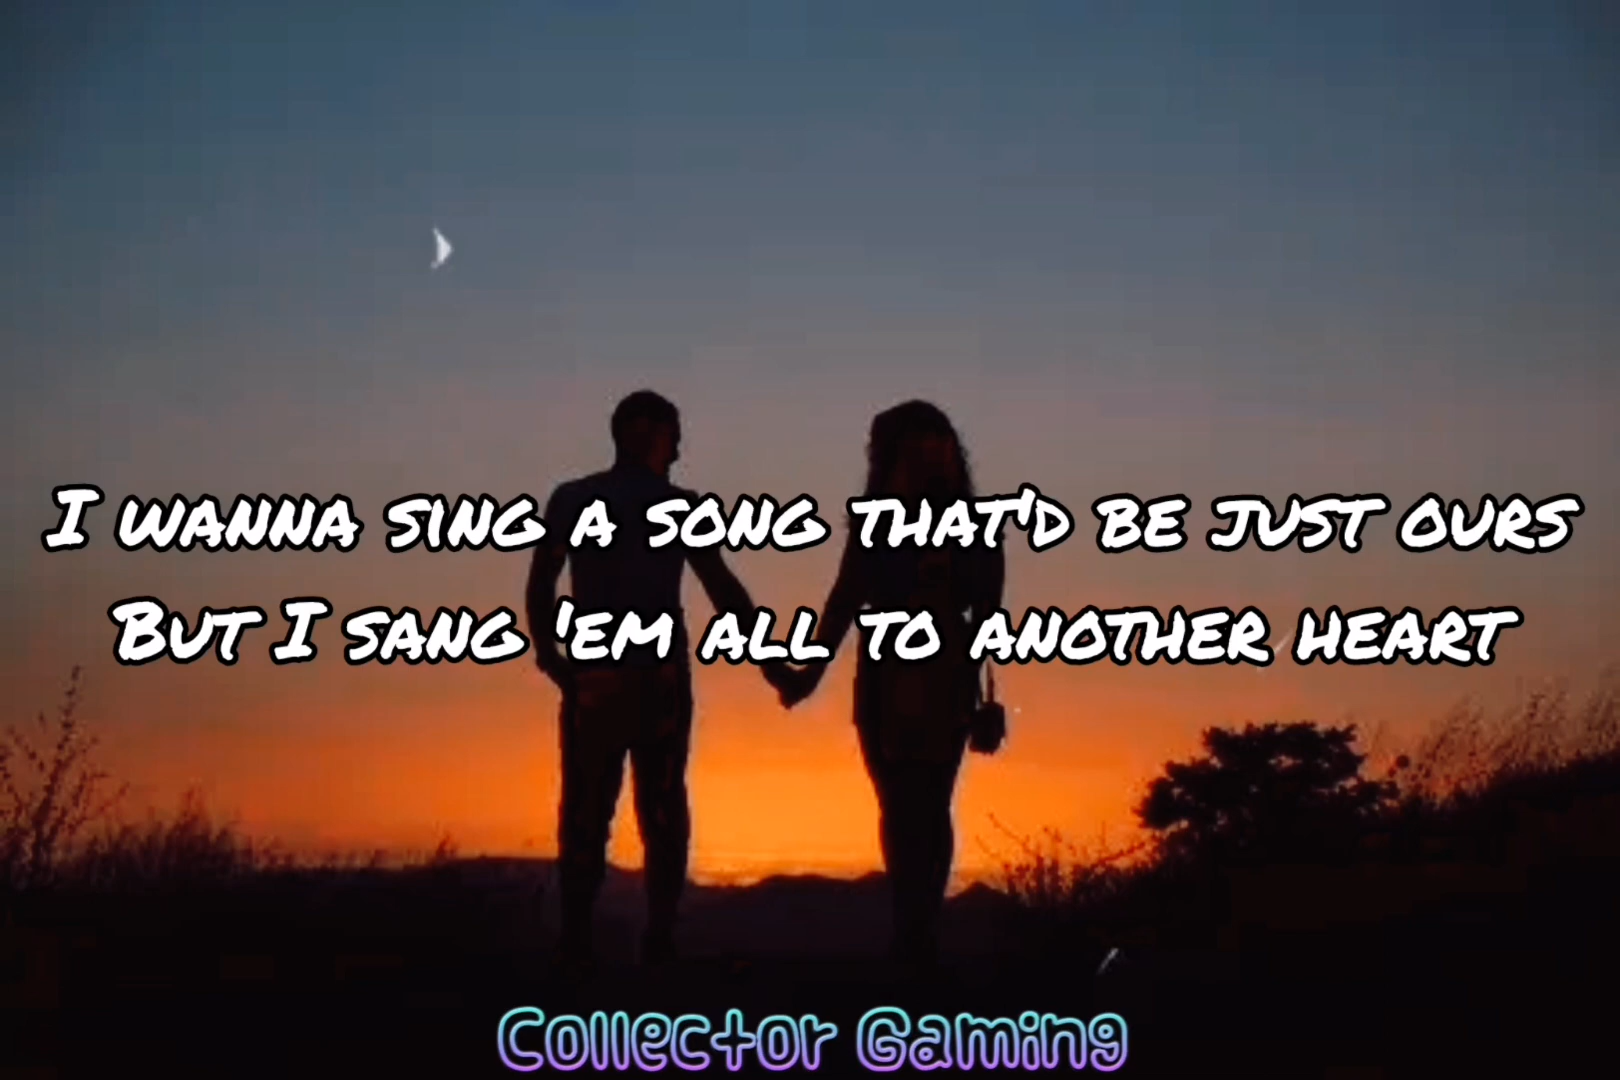 I WANNA SING A SONG THAT'D BE JUST OURS
BUT I SANG 'EM ALL TO ANOTHER HEART
Collector Gaming